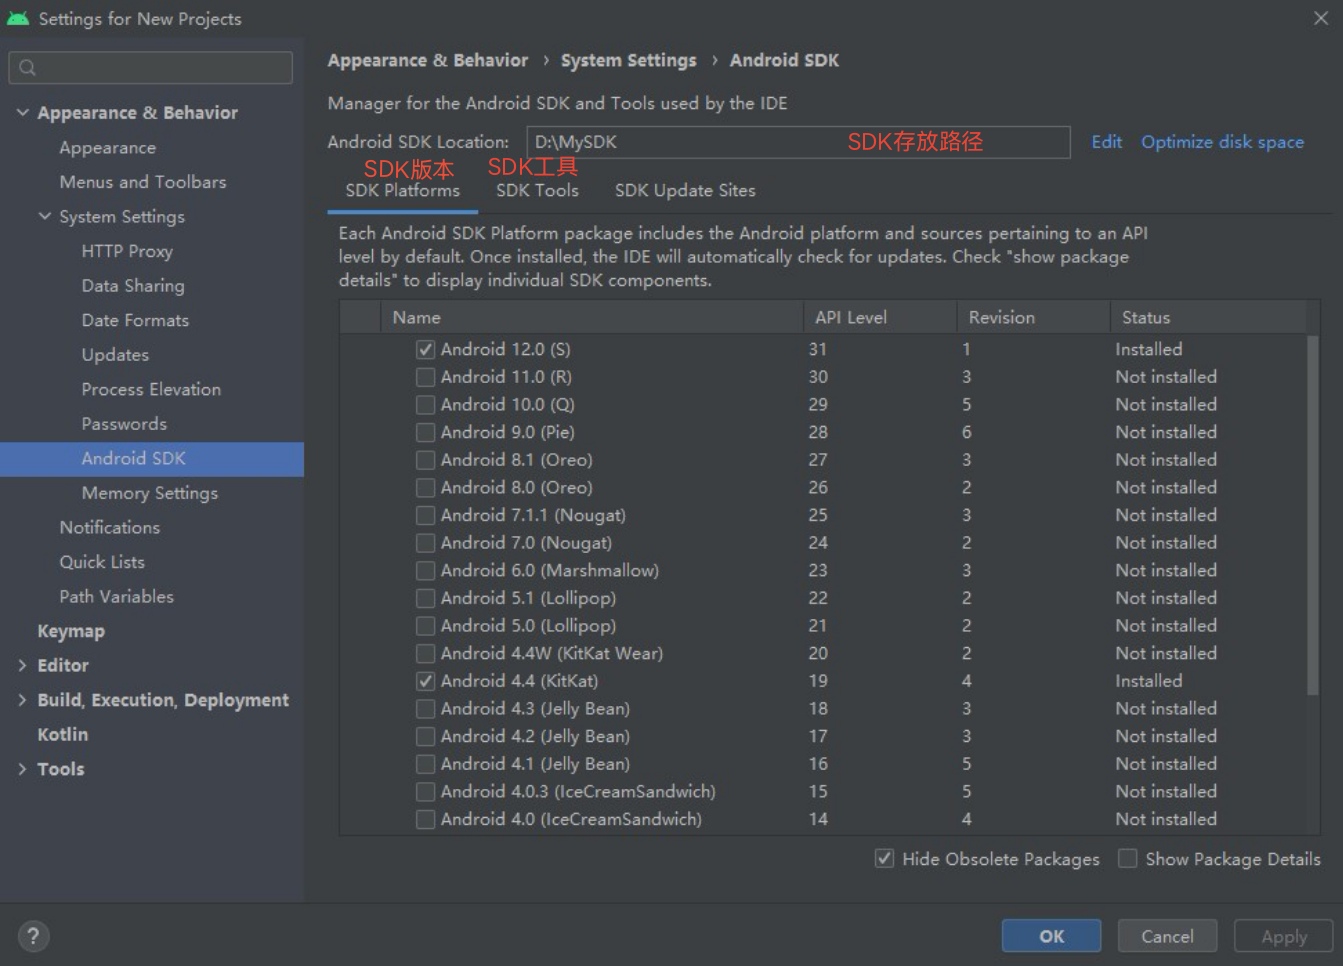 Settings for New Projects
Appearance & Behavior
Appearance
Menus and Toolbars
System Settings
HTTP Proxy
Data Sharing
Date Formats
Updates
Process Elevation
Passwords
Android SDK
Memory Settings
Notifications
Quick Lists
Path Variables
Keymap
Editor
Build, Execution, Deployment
Kotlin
Tools
Appearance & Behavior › System Settings › Android SDK
Manager for the Android SDK and Tools used by the IDE
Android SDK Location: D:\MySDK SDK存放路径 Edit Optimize disk space
SDK版本 SDK工具
SDK Platforms SDK Tools SDK Update Sites
Each Android SDK Platform package includes the Android platform and sources pertaining to an API
level by default. Once installed, the IDE will automatically check for updates. Check "show package
details" to display individual SDK components.
Name API Level Revision Status
Android 12.0 (S) 31 1 Installed
Android 11.0 (R) 30 3 Not installed
Android 10.0 (Q) 29 5 Not installed
Android 9.0 (Pie) 28 6 Not installed
Android 8.1 (Oreo) 27 3 Not installed
Android 8.0 (Oreo) 26 2 Not installed
Android 7.1.1 (Nougat) 25 3 Not installed
Android 7.0 (Nougat) 24 2 Not installed
Android 6.0 (Marshmallow) 23 3 Not installed
Android 5.1 (Lollipop) 22 2 Not installed
Android 5.0 (Lollipop) 21 2 Not installed
Android 4.4W (KitKat Wear) 20 2 Not installed
Android 4.4 (KitKat) 19 4 Installed
Android 4.3 (Jelly Bean) 18 3 Not installed
Android 4.2 (Jelly Bean) 17 3 Not installed
Android 4.1 (Jelly Bean) 16 5 Not installed
Android 4.0.3 (IceCreamSandwich) 15 5 Not installed
Android 4.0 (IceCreamSandwich) 14 4 Not installed
Hide Obsolete Packages Show Package Details
? OK Cancel Apply